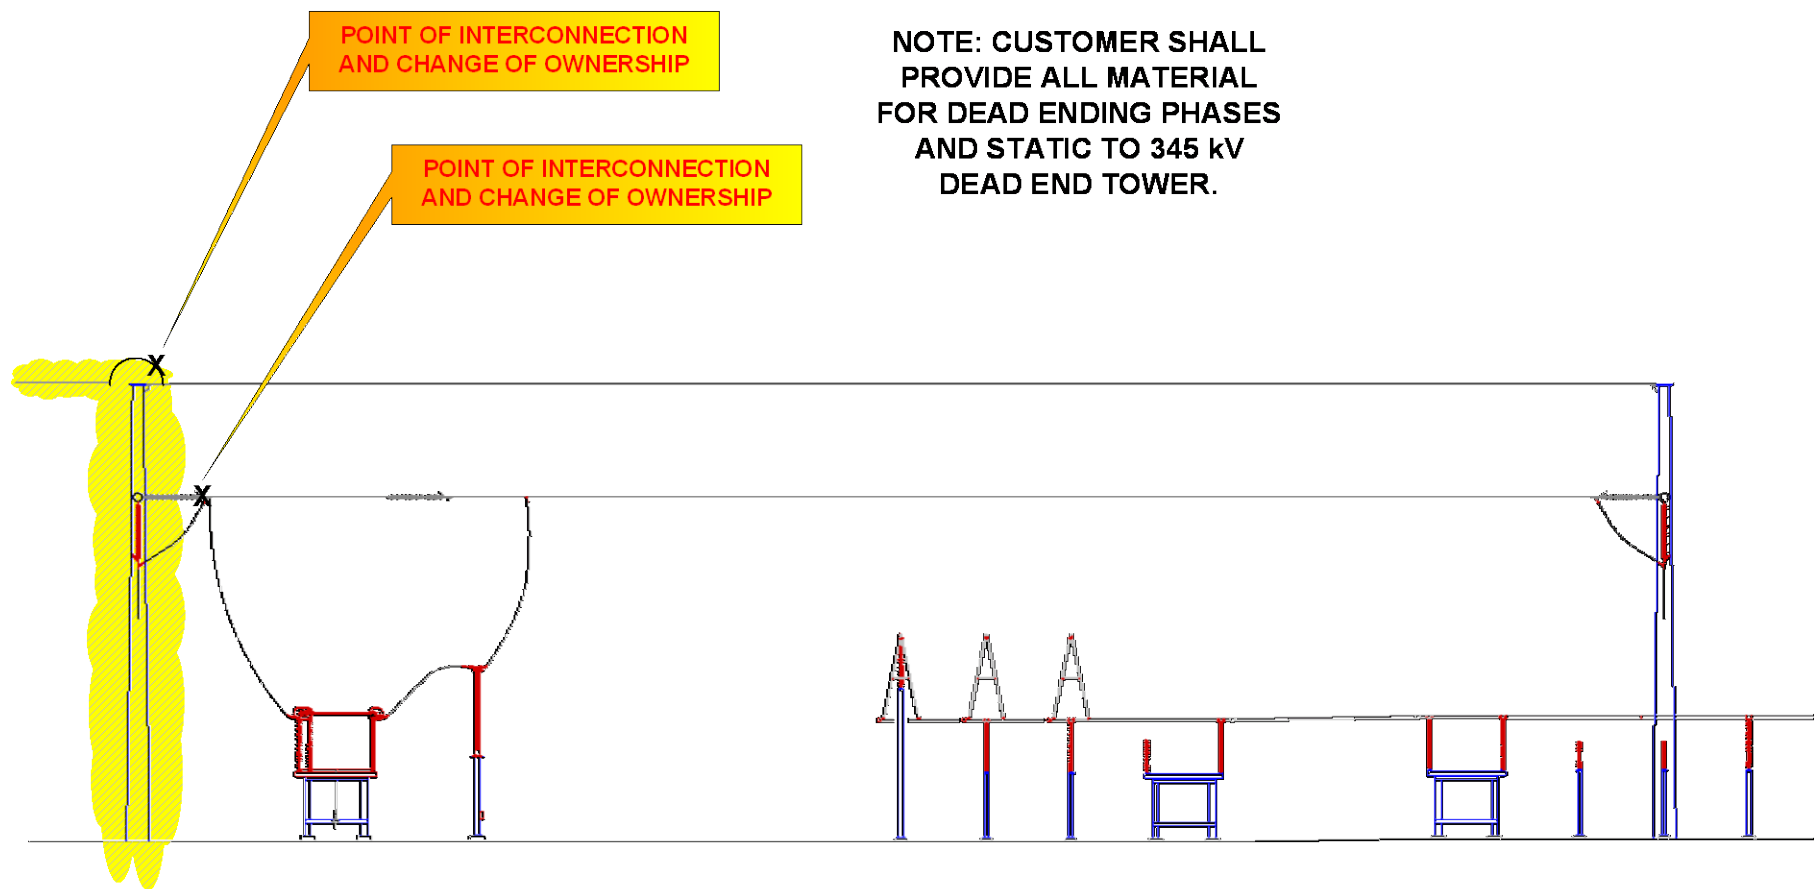 POINT OF INTERCONNECTION
AND CHANGE OF OWNERSHIP
POINT OF INTERCONNECTION
AND CHANGE OF OWNERSHIP
NOTE: CUSTOMER SHALL
PROVIDE ALL MATERIAL
FOR DEAD ENDING PHASES
AND STATIC TO 345 kV
DEAD END TOWER.
X
X